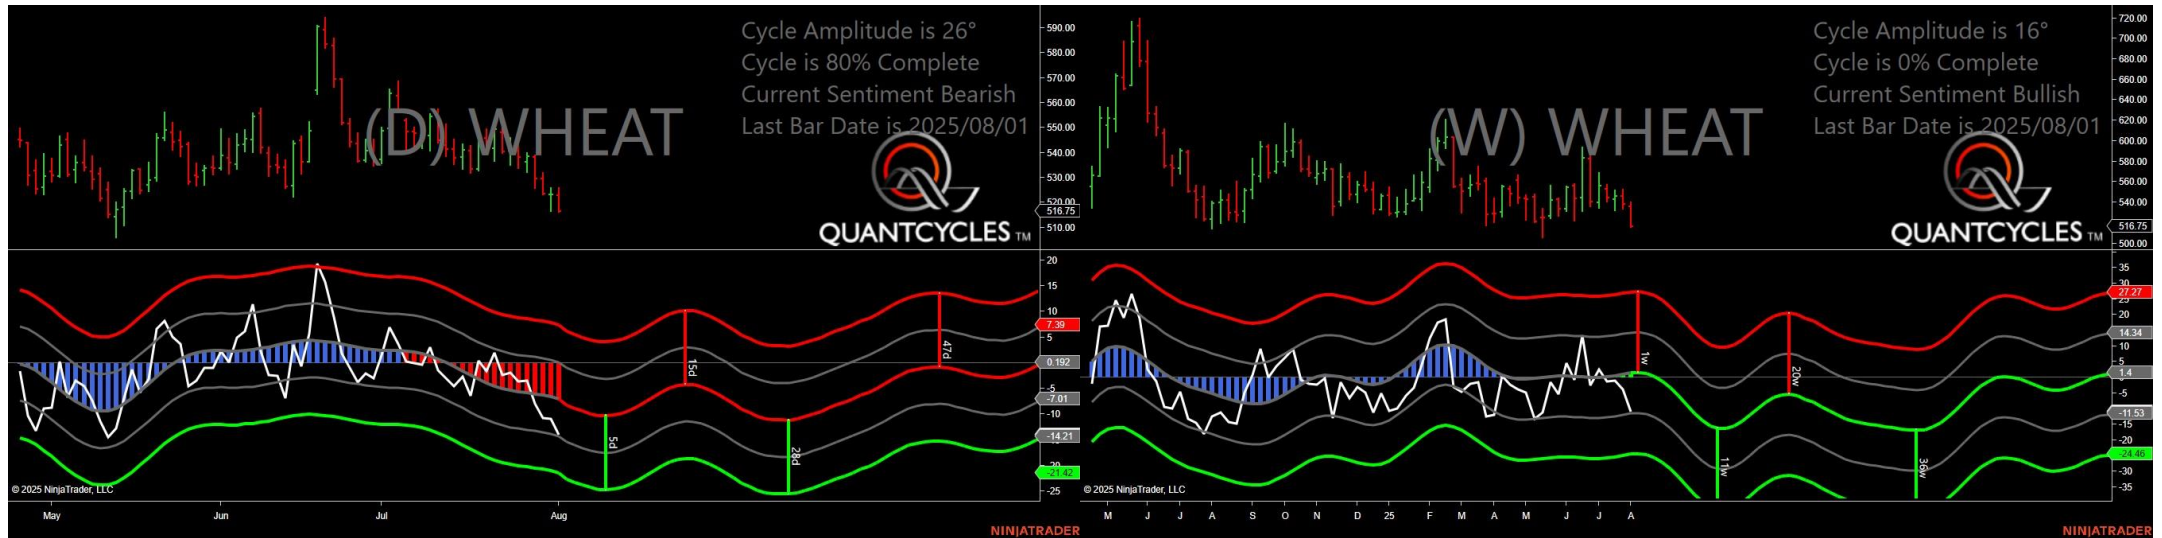 Cycle Amplitude is 26°
Cycle is 80% Complete
Current Sentiment Bearish
Last Bar Date is 2025/08/01
(D) WHEAT
QUANTCYCLES TM
590.00
580.00
570.00
560.00
550.00
540.00
530.00
520.00
516.75
510.00
20
15
10
7.39
5
0.192
-5
-7.01
-10
-14.21
-20
-21.42
-25
5d
15d
28d
47d
© 2025 NinjaTrader, LLC
May
Jun
Jul
Aug
NINJATRADER
Cycle Amplitude is 16°
Cycle is 0% Complete
Current Sentiment Bullish
Last Bar Date is 2025/08/01
(W) WHEAT
QUANTCYCLES TM
720.00
700.00
680.00
660.00
640.00
620.00
600.00
580.00
560.00
540.00
516.75
500.00
35
30
27.27
25
20
14.34
10
5
1.4
-5
-11.53
-15
-20
-24.46
-30
-35
1w
11w
20w
36w
© 2025 NinjaTrader, LLC
M
J
J
A
S
O
N
D
25
F
M
A
M
J
J
A
NINJATRADER